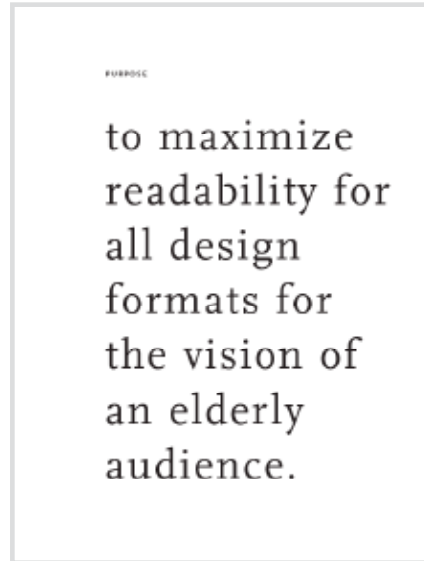 PURPOSE
to maximize
readability for
all design
formats for
the vision of
an elderly
audience.